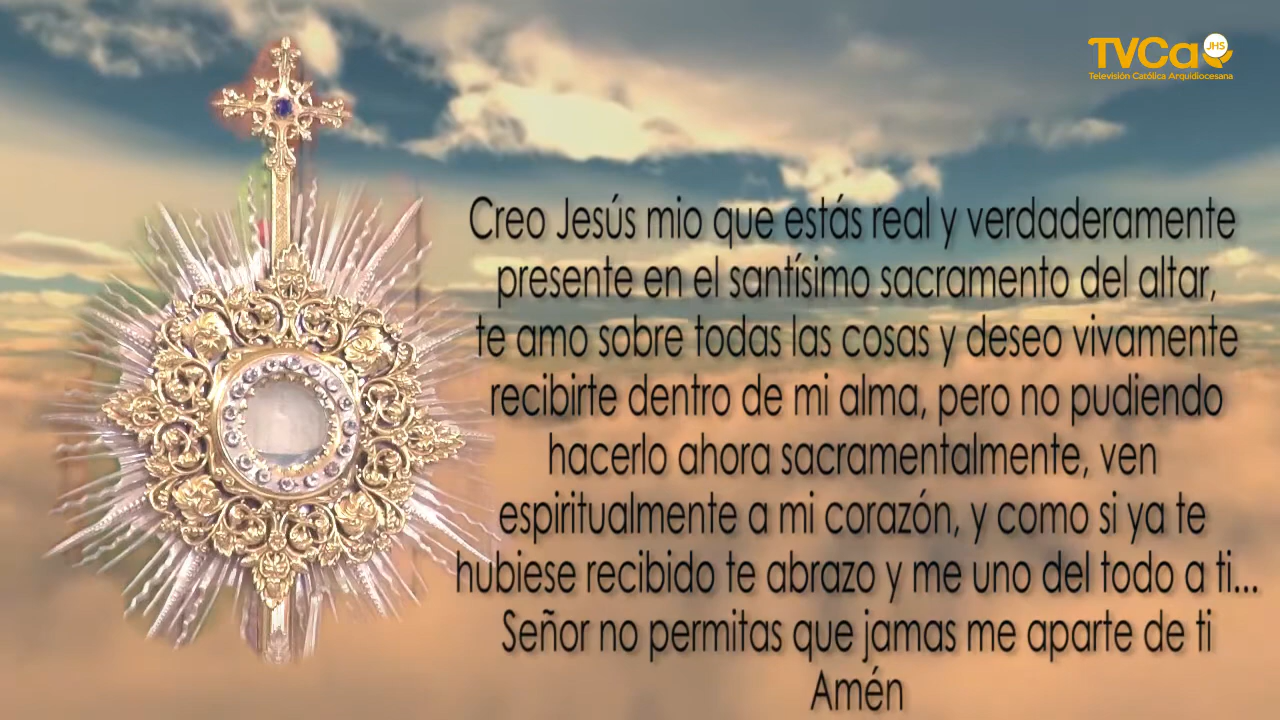 TVCa
JHS
Televisión Católica Arquidiocesana
Creo Jesús mio que estás real y verdaderamente
presente en el santísimo sacramento del altar,
te amo sobre todas las cosas y deseo vivamente
recibirte dentro de mi alma, pero no pudiendo
hacerlo ahora sacramentalmente, ven
espiritualmente a mi corazón, y como si ya te
hubiese recibido te abrazo y me uno del todo a ti...
Señor no permitas que jamas me aparte de ti
Amén